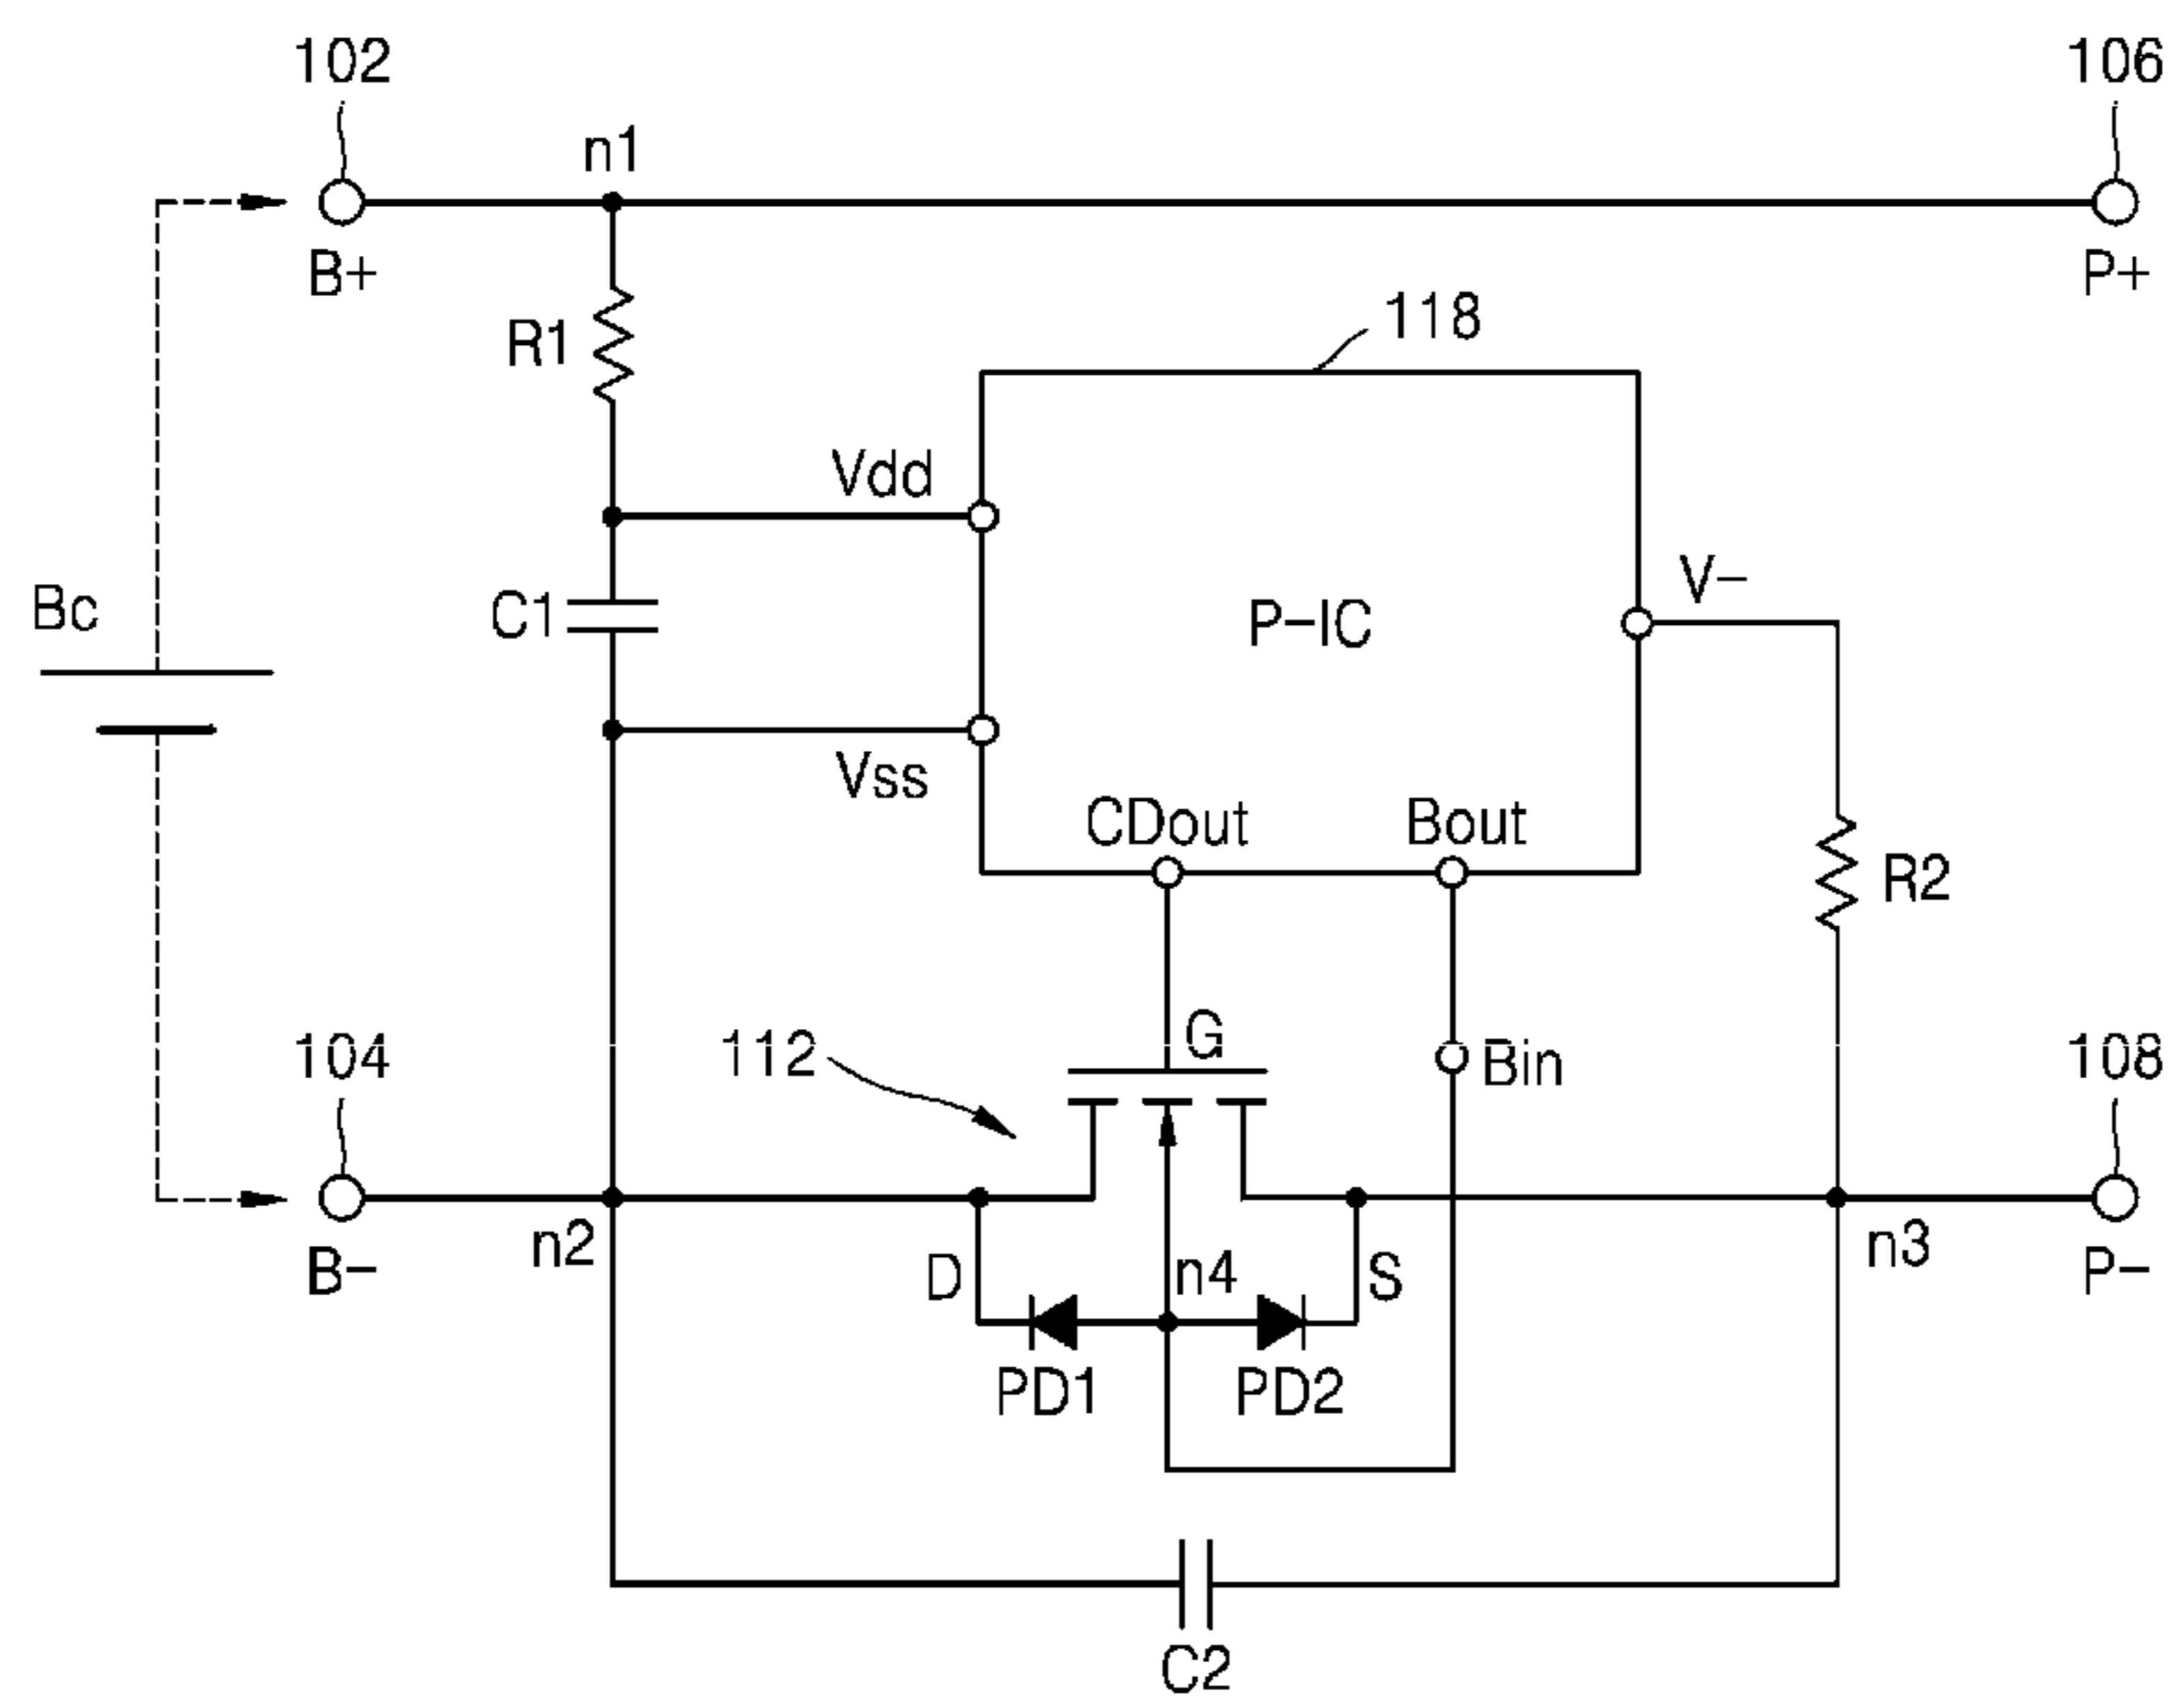 102
106
n1
B+
P+
R1
118
Vdd
V-
Bc
C1
P-IC
Vss
CDout
Bout
R2
104
112
G
Bin
108
n2
n3
B-
D
n4
S
P-
PD1
PD2
C2